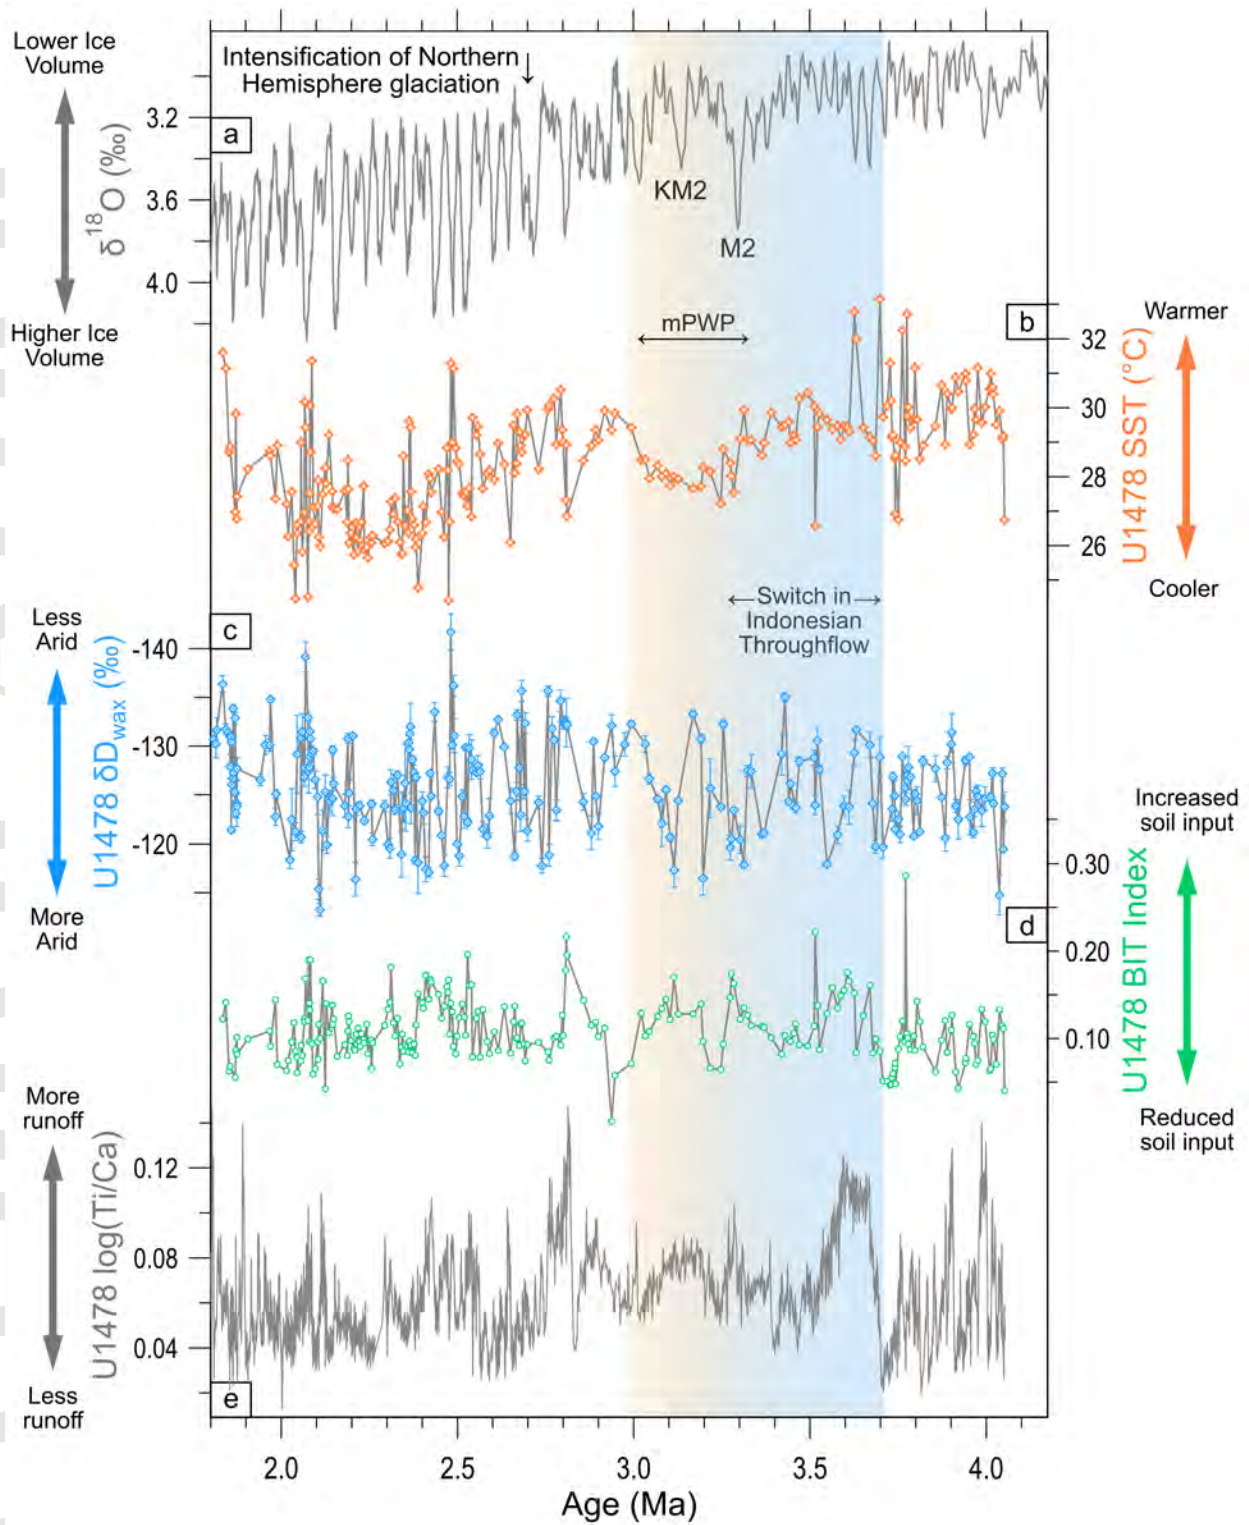 Lower Ice
Volume
Intensification of Northern
Hemisphere glaciation ↓
a
3.2
3.6
4.0
δ¹⁸O (‰)
KM2
M2
Higher Ice
Volume
mPWP
b
Warmer
32
30
28
26
U1478 SST (°C)
Cooler
Switch in
Indonesian
Throughflow
Less
Arid
c
-140
-130
-120
U1478 δD_wax (‰)
More
Arid
Increased
soil input
0.30
d
0.20
0.10
U1478 BIT Index
Reduced
soil input
More
runoff
0.12
0.08
0.04
U1478 log(Ti/Ca)
Less
runoff
e
2.0 2.5 3.0 3.5 4.0
Age (Ma)